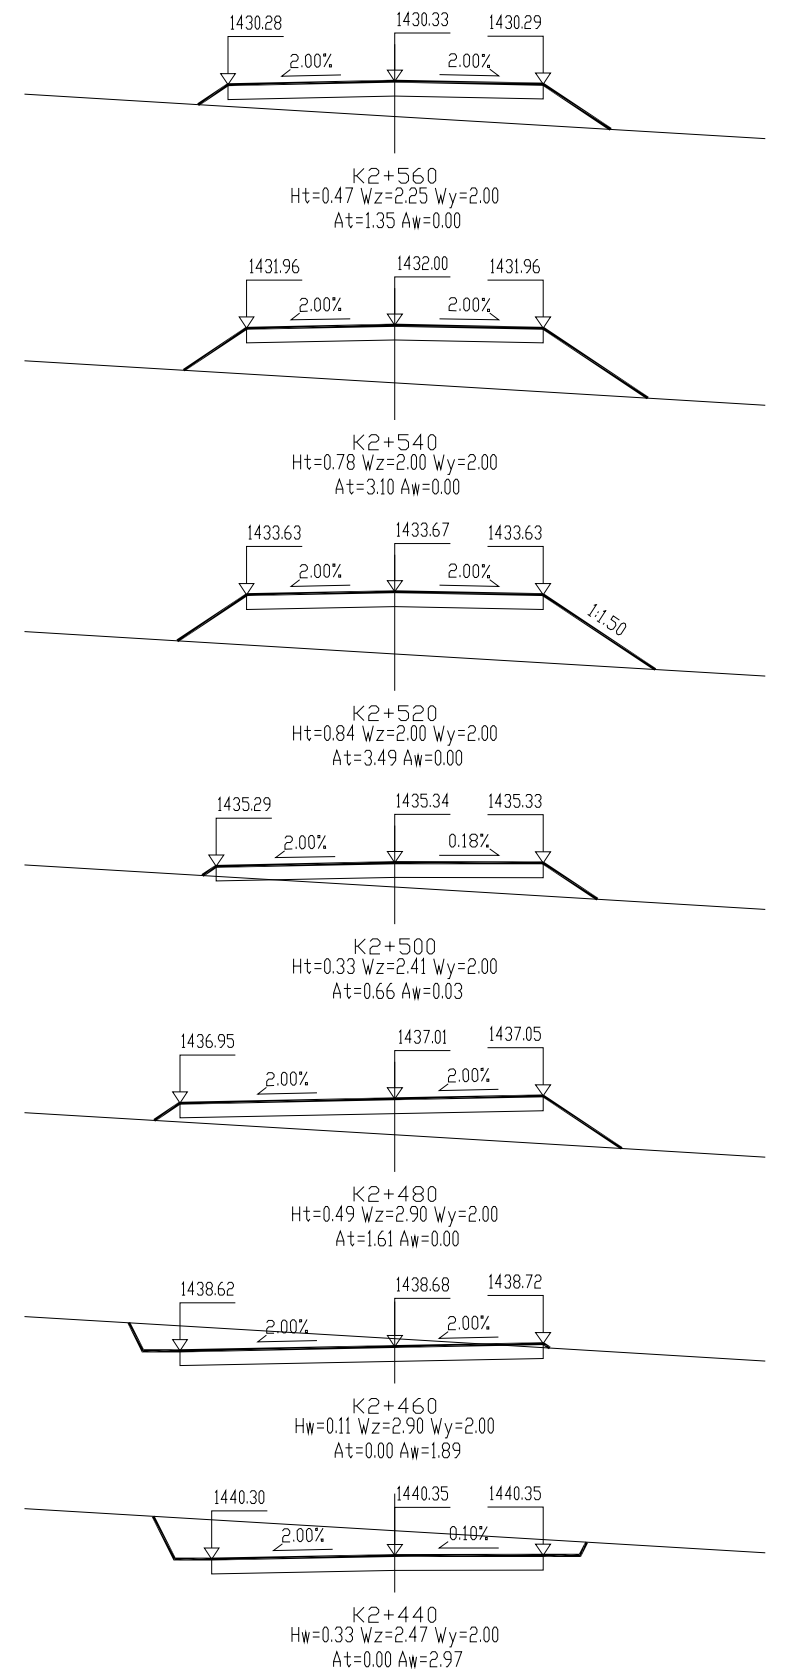 1430.28 1430.33 1430.29
2.00% 2.00%
K2+560
Ht=0.47 Wz=2.25 Wy=2.00
At=1.35 Aw=0.00
1431.96 1432.00 1431.96
2.00% 2.00%
K2+540
Ht=0.78 Wz=2.00 Wy=2.00
At=3.10 Aw=0.00
1433.63 1433.67 1433.63
2.00% 2.00%
1:1.50
K2+520
Ht=0.84 Wz=2.00 Wy=2.00
At=3.49 Aw=0.00
1435.29 1435.34 1435.33
2.00% 0.18%
K2+500
Ht=0.33 Wz=2.41 Wy=2.00
At=0.66 Aw=0.03
1436.95 1437.01 1437.05
2.00% 2.00%
K2+480
Ht=0.49 Wz=2.90 Wy=2.00
At=1.61 Aw=0.00
1438.62 1438.68 1438.72
2.00% 2.00%
K2+460
Hw=0.11 Wz=2.90 Wy=2.00
At=0.00 Aw=1.89
1440.30 1440.35 1440.35
2.00% 0.10%
K2+440
Hw=0.33 Wz=2.47 Wy=2.00
At=0.00 Aw=2.97